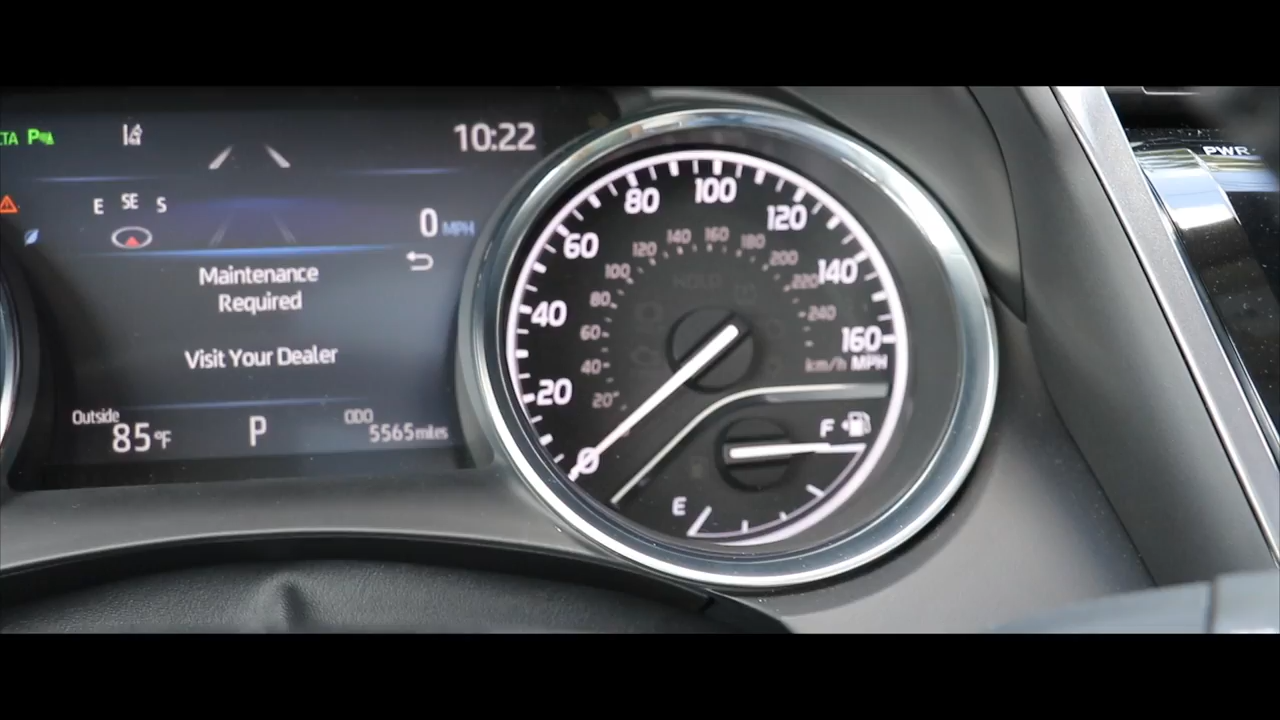 TA P
10:22
E SE S
0 MPH
Maintenance
Required
Visit Your Dealer
Outside
85°F
P
ODO
5565 miles
0 20 40 60 80 100 120 140 160
20 40 60 80 100 120 140 160 180 200 220 240
km/h MPH
HOLD
F
E
PWR